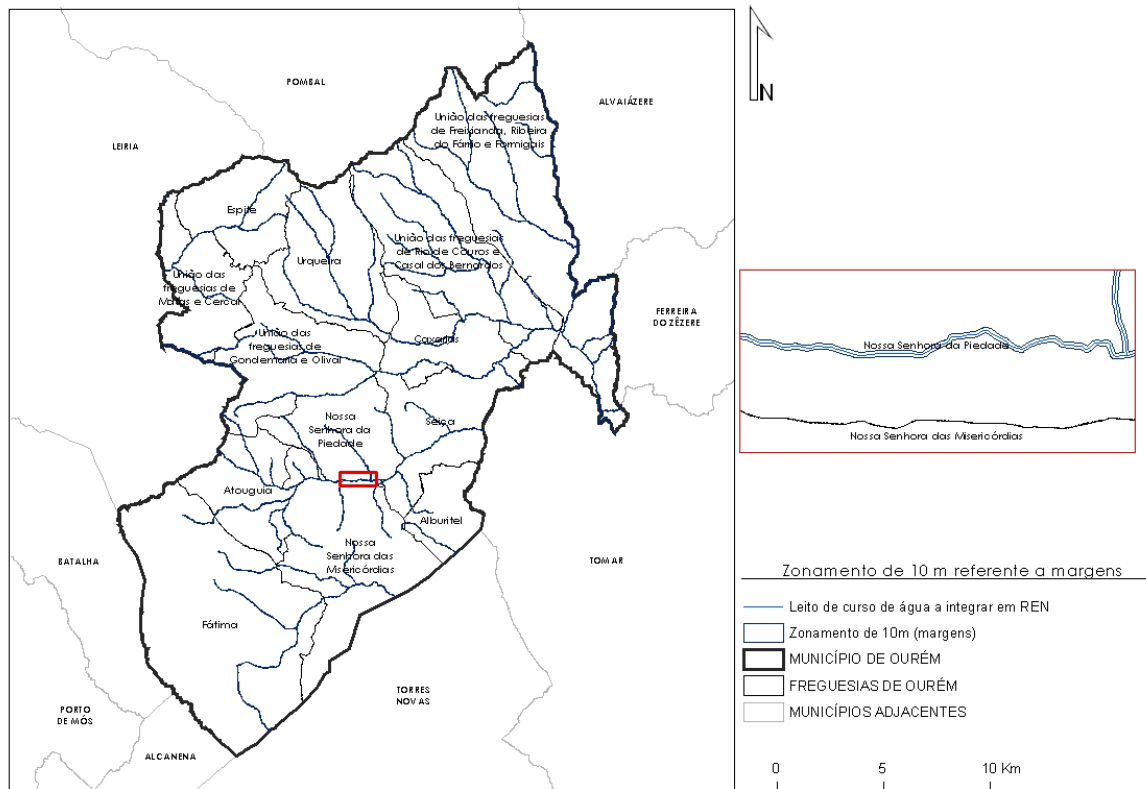 POMBAL
ALVAIÁZERE
LEIRIA
União das freguesias
de Freixianda, Ribeira
do Fárrio e Formigais
Espite
Urqueira
União das freguesias
de Rio de Couros e
Casal dos Bernardos
União das
freguesias de
Matas e Cercal
FERREIRA
DO ZÊZERE
União das
freguesias de
Gondemaria e Olival
Caxarias
Nossa
Senhora da
Piedade
Seiça
Atouguia
Alburitel
Nossa
Senhora das
Misericórdias
BATALHA
TOMAR
Fátima
PORTO
DE MÓS
TORRES
NOVAS
ALCANENA
N
Nossa Senhora da Piedade
Nossa Senhora das Misericórdias
Zonamento de 10 m referente a margens
Leito de curso de água a integrar em REN
Zonamento de 10m (margens)
MUNICÍPIO DE OURÉM
FREGUESIAS DE OURÉM
MUNICÍPIOS ADJACENTES
0 5 10 Km